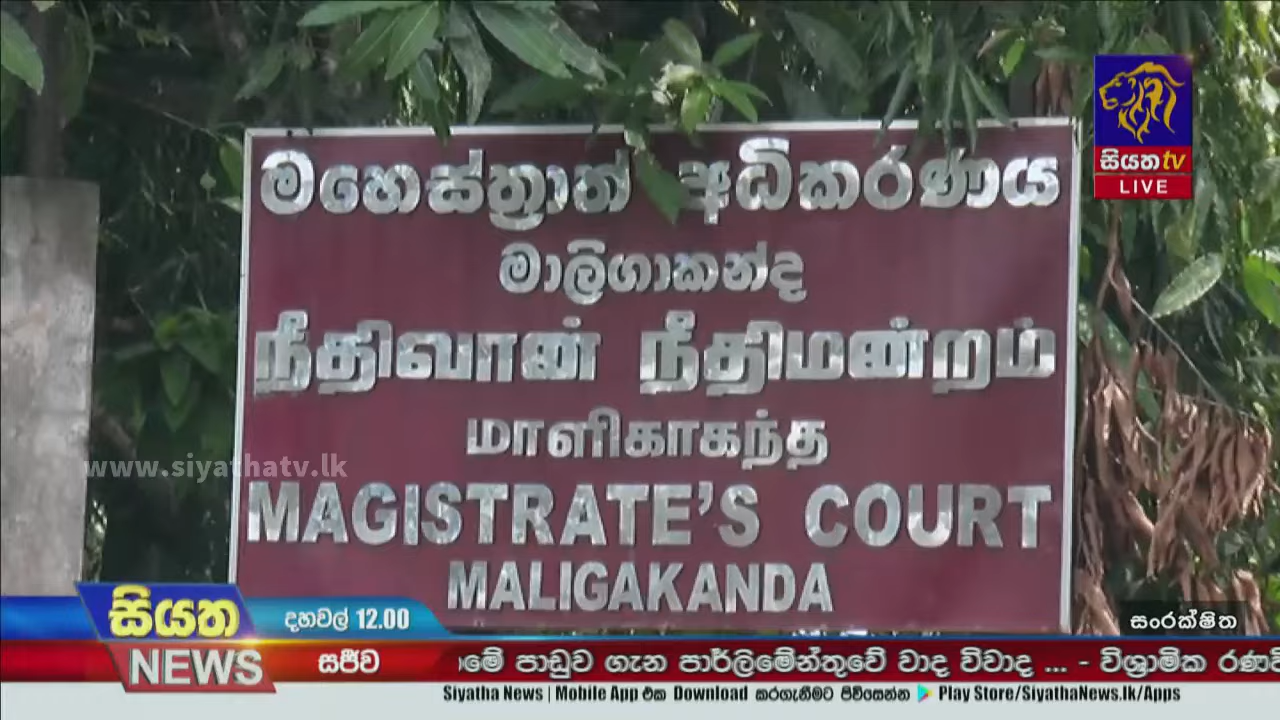 මහෙස්ත්‍රාත් අධිකරණය
මාලිගාකන්ද
நீதிவான் நீதிமன்றம்
மாளிகாகந்த
MAGISTRATE'S COURT
MALIGAKANDA
සියත tv
LIVE
www.siyathatv.lk
සියත
NEWS
දහවල් 12.00
සංරක්ෂිත
සජීව
පාඩුව ගැන පාර්ලිමේන්තුවේ වාද විවාද ... - විශ්‍රාමික
Siyatha News | Mobile App එක Download කරගැනීමට පිවිසෙන්න Play Store/SiyathaNews.lk/Apps